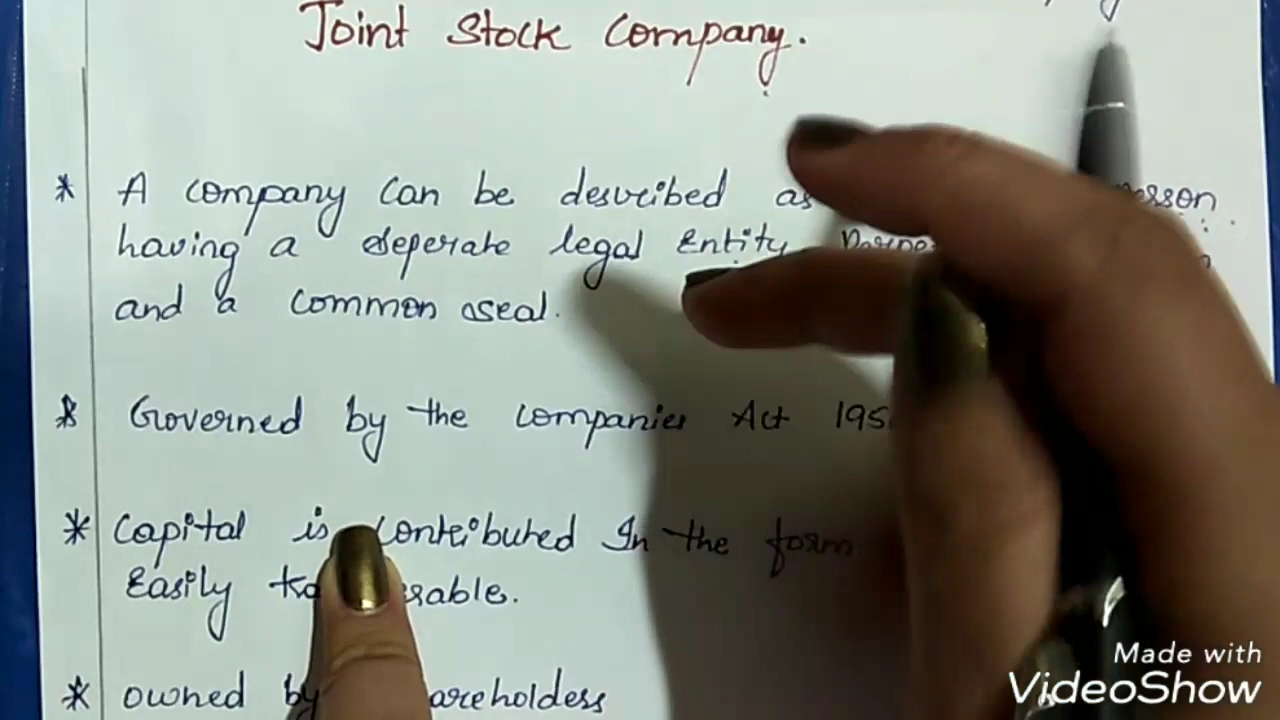 Joint Stock Company.
* A company can be described as
having a seperate legal Entity
and a common seal.
* Governed by the companies Act
* Capital is contributed In the form
Easily
* owned by
Made with
VideoShow